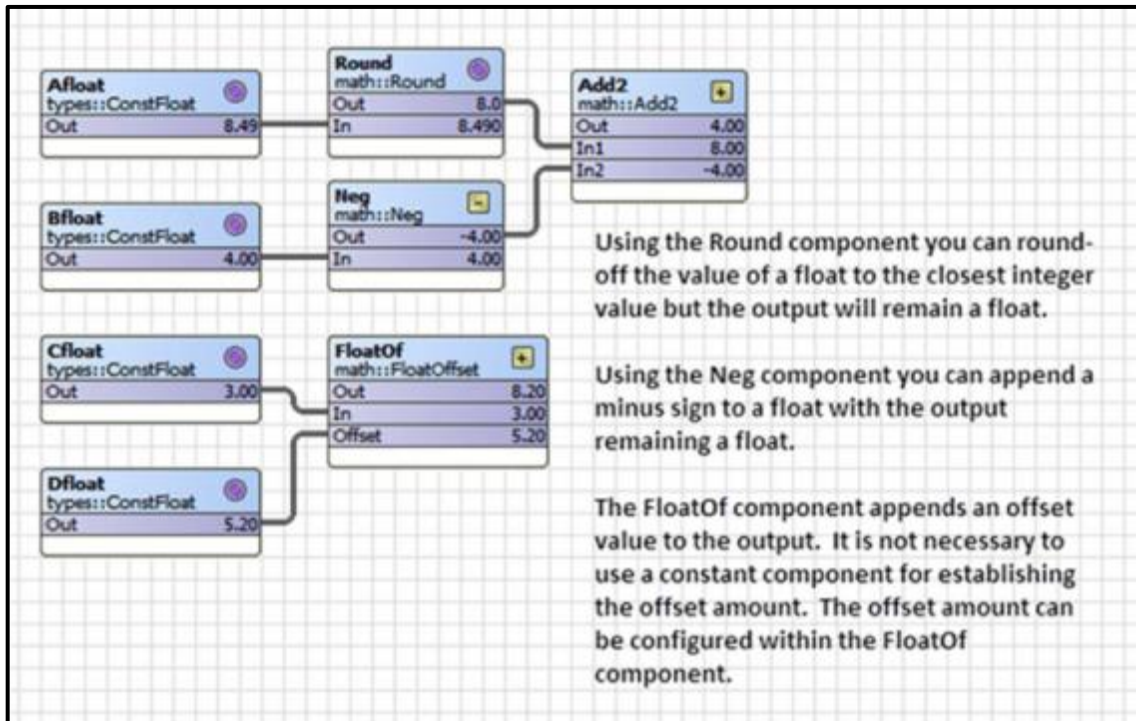 Afloat
types::ConstFloat
Out 8.49
Round
math::Round
Out 8.0
In 8.490
Add2
math::Add2
Out 4.00
In1 8.00
In2 -4.00
Bfloat
types::ConstFloat
Out 4.00
Neg
math::Neg
Out -4.00
In 4.00
Using the Round component you can round-
off the value of a float to the closest integer
value but the output will remain a float.
Cfloat
types::ConstFloat
Out 3.00
FloatOf
math::FloatOffset
Out 8.20
In 3.00
Offset 5.20
Using the Neg component you can append a
minus sign to a float with the output
remaining a float.
Dfloat
types::ConstFloat
Out 5.20
The FloatOf component appends an offset
value to the output. It is not necessary to
use a constant component for establishing
the offset amount. The offset amount can
be configured within the FloatOf
component.